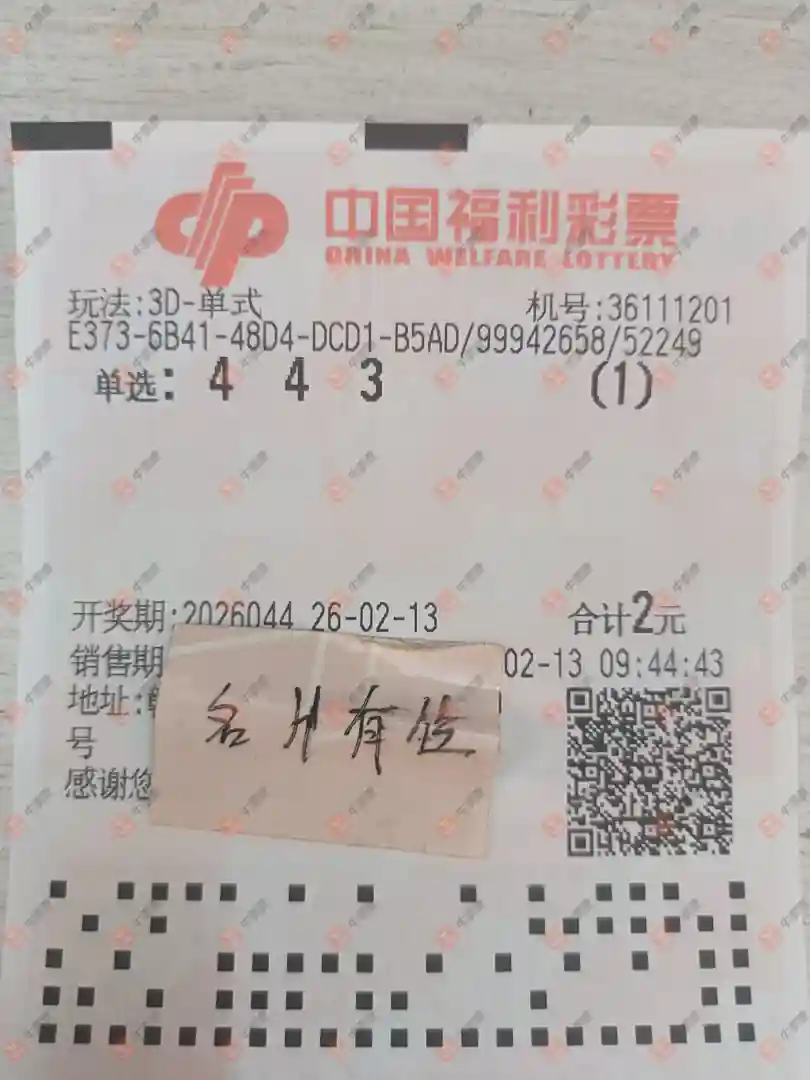 中国福利彩票
CHINA WELFARE LOTTERY
玩法:3D-单式 机号:36111201
E373-6B41-48D4-DCD1-B5AD/99942658/52249
单选: 4 4 3 (1)
开奖期:2026044 26-02-13 合计2元
销售期 02-13 09:44:43
地址:
号
感谢您
名片有位